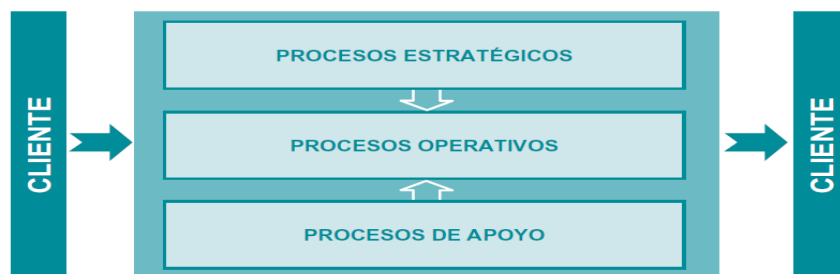 CLIENTE
PROCESOS ESTRATÉGICOS
PROCESOS OPERATIVOS
PROCESOS DE APOYO
CLIENTE